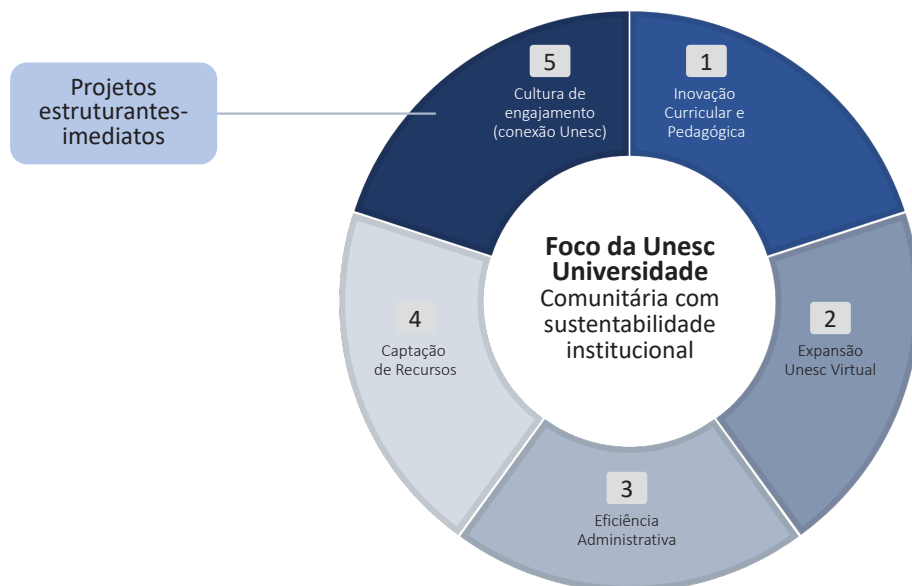 Projetos
estruturantes-
imediatos
5
Cultura de
engajamento
(conexão Unesc)
1
Inovação
Curricular e
Pedagógica
Foco da Unesc
Universidade
Comunitária com
sustentabilidade
institucional
4
Captação
de Recursos
2
Expansão
Unesc Virtual
3
Eficiência
Administrativa